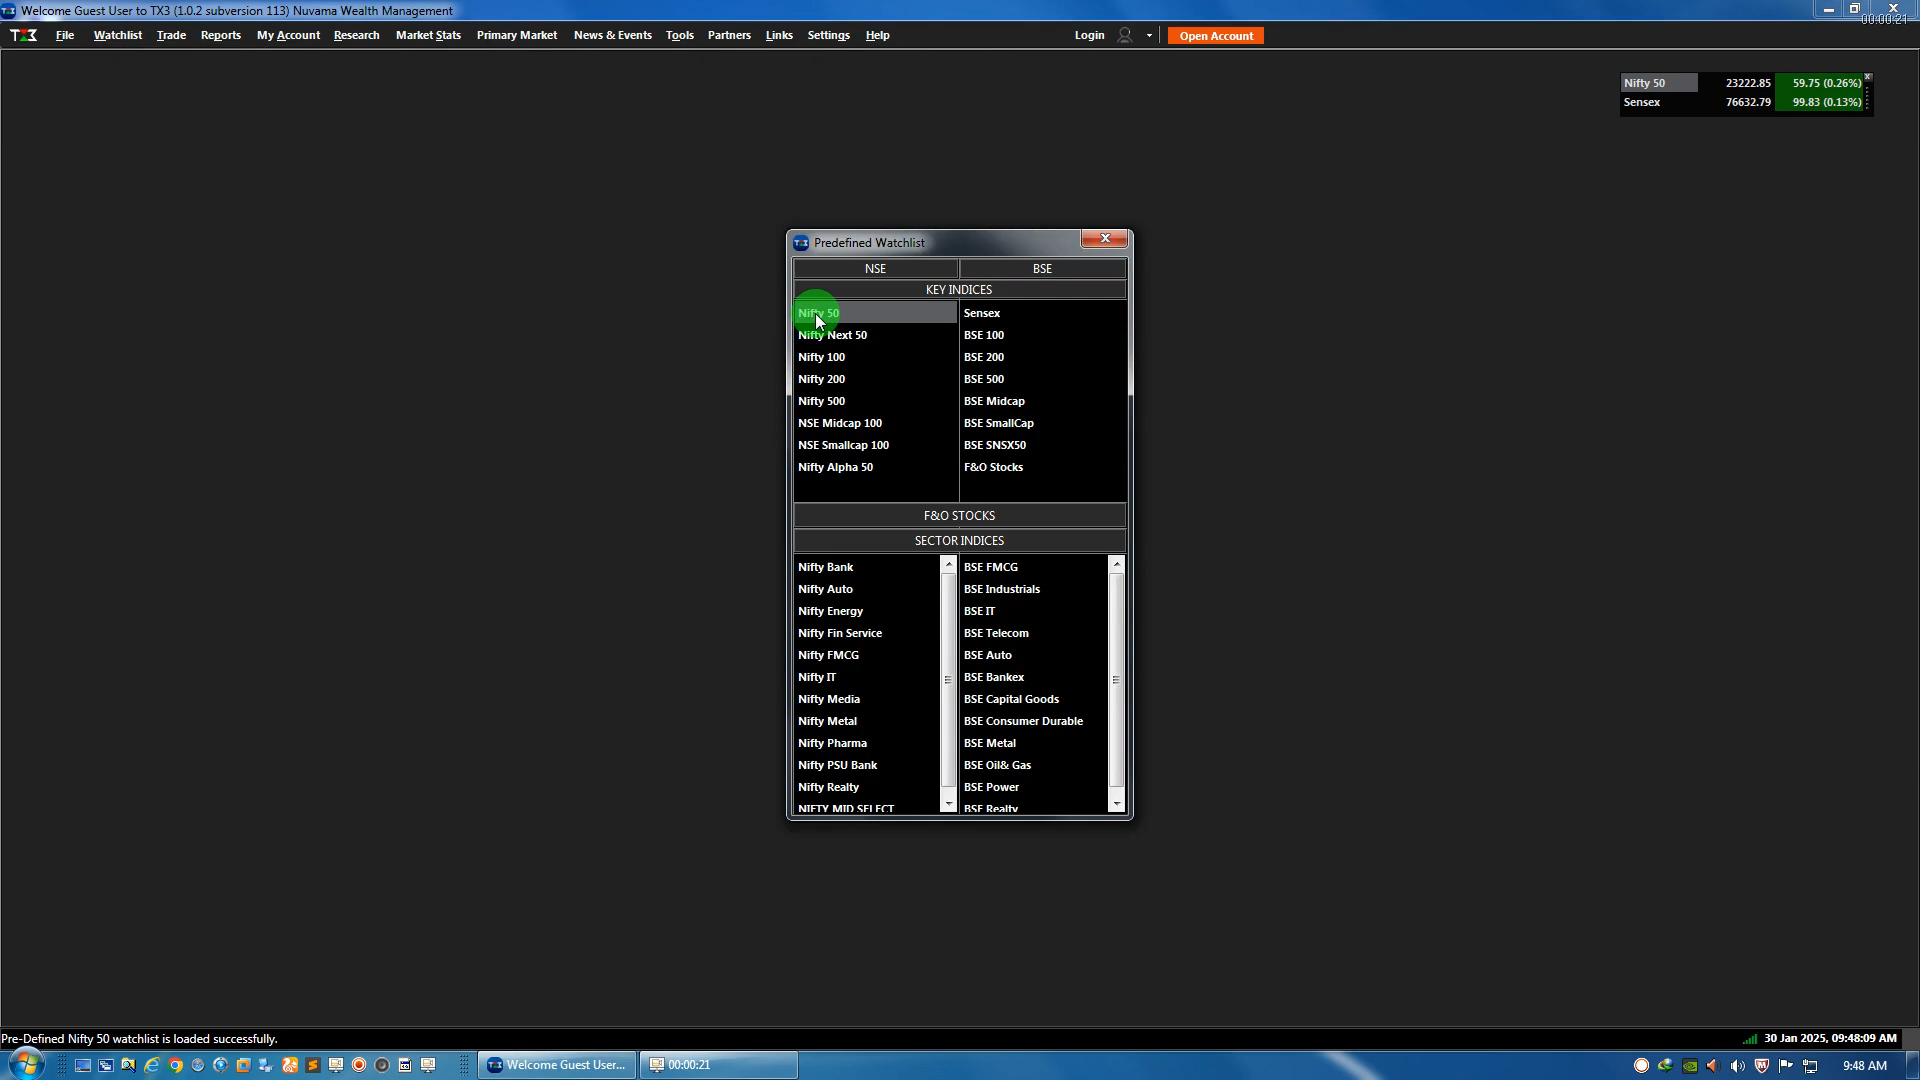 Welcome Guest User to TX3 (1.0.2 subversion 113) Nuvama Wealth Management
00:00:21
TX3 File Watchlist Trade Reports My Account Research Market Stats Primary Market News & Events Tools Partners Links Settings Help Login Open Account
Nifty 50 23222.85 59.75 (0.26%)
Sensex 76632.79 99.83 (0.13%)
Predefined Watchlist
NSE BSE
KEY INDICES
Nifty 50 Sensex
Nifty Next 50 BSE 100
Nifty 100 BSE 200
Nifty 200 BSE 500
Nifty 500 BSE Midcap
NSE Midcap 100 BSE SmallCap
NSE Smallcap 100 BSE SNSX50
Nifty Alpha 50 F&O Stocks
F&O STOCKS
SECTOR INDICES
Nifty Bank BSE FMCG
Nifty Auto BSE Industrials
Nifty Energy BSE IT
Nifty Fin Service BSE Telecom
Nifty FMCG BSE Auto
Nifty IT BSE Bankex
Nifty Media BSE Capital Goods
Nifty Metal BSE Consumer Durable
Nifty Pharma BSE Metal
Nifty PSU Bank BSE Oil& Gas
Nifty Realty BSE Power
NIFTY MID SELECT BSE Realty
Pre-Defined Nifty 50 watchlist is loaded successfully. 30 Jan 2025, 09:48:09 AM
Welcome Guest User... 00:00:21 9:48 AM